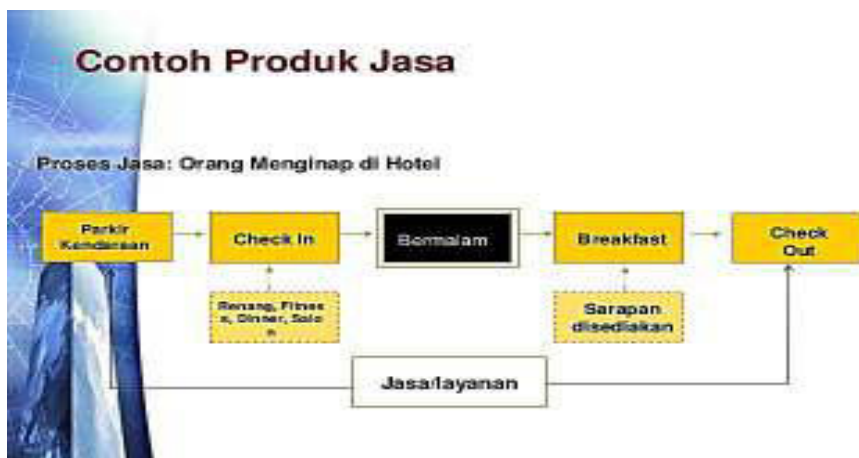 Contoh Produk Jasa
Proses Jasa: Orang Menginap di Hotel
Parkir
Kendaraan
Check In
Bermalam
Breakfast
Check
Out
Renang, Fitnes
s, Dinner, Salo
n
Sarapan
disediakan
Jasa/layanan